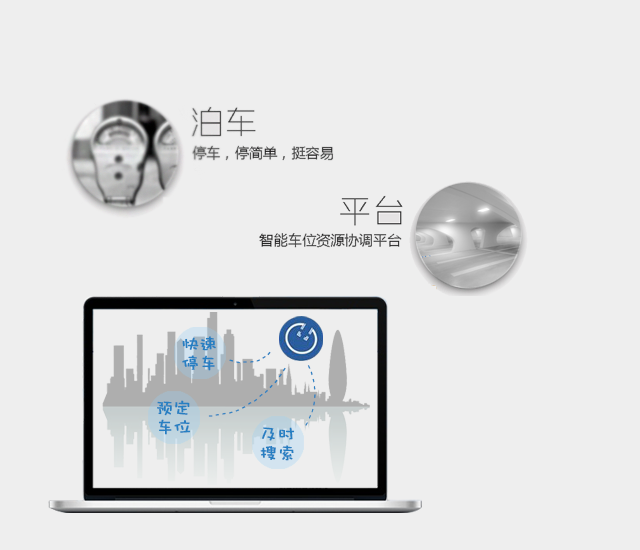 泊车
停车，停简单，挺容易
平台
智能车位资源协调平台
快速
停车
预定
车位
及时
搜索